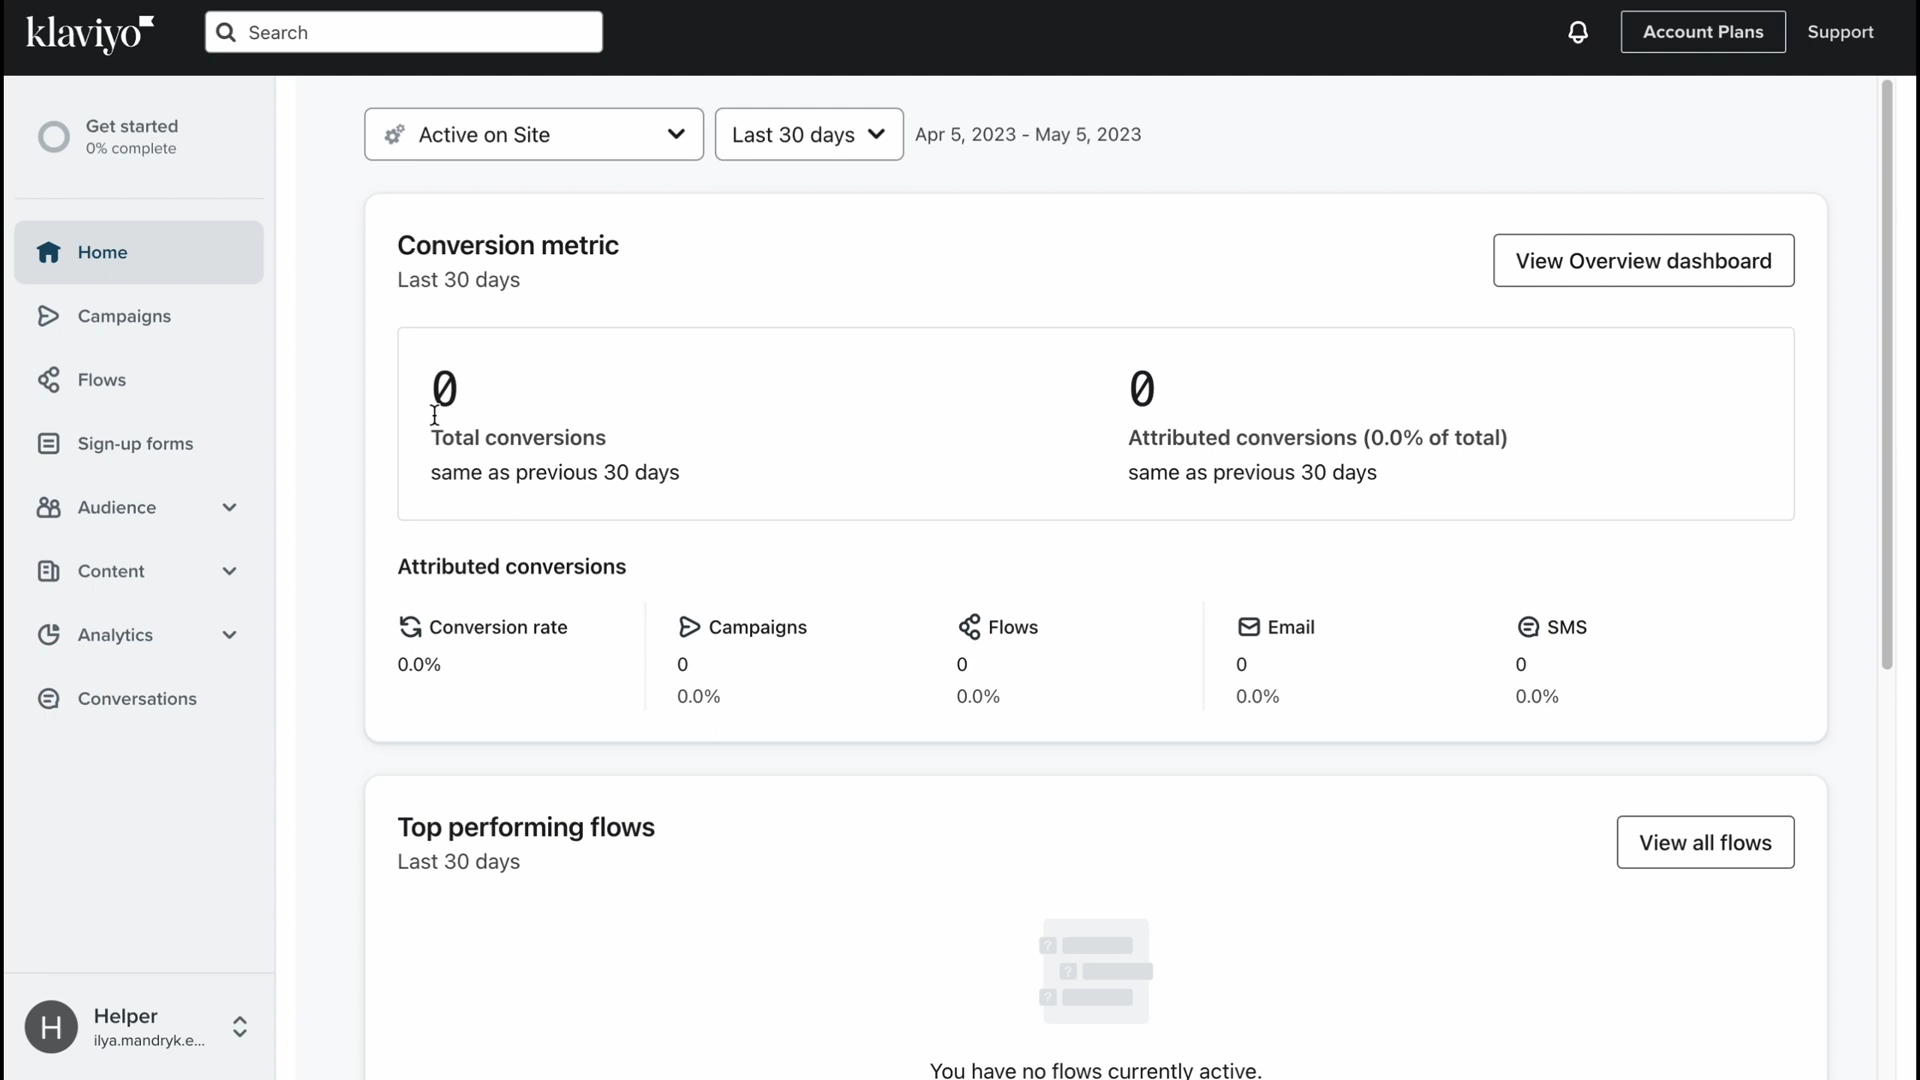 klaviyo
Search
Account Plans
Support
Get started
0% complete
Home
Campaigns
Flows
Sign-up forms
Audience
Content
Analytics
Conversations
H
Helper
ilya.mandryk.e...
Active on Site
Last 30 days
Apr 5, 2023 - May 5, 2023
Conversion metric
Last 30 days
View Overview dashboard
0
Total conversions
same as previous 30 days
0
Attributed conversions (0.0% of total)
same as previous 30 days
Attributed conversions
Conversion rate
0.0%
Campaigns
0
0.0%
Flows
0
0.0%
Email
0
0.0%
SMS
0
0.0%
Top performing flows
Last 30 days
View all flows
?
?
?
You have no flows currently active.